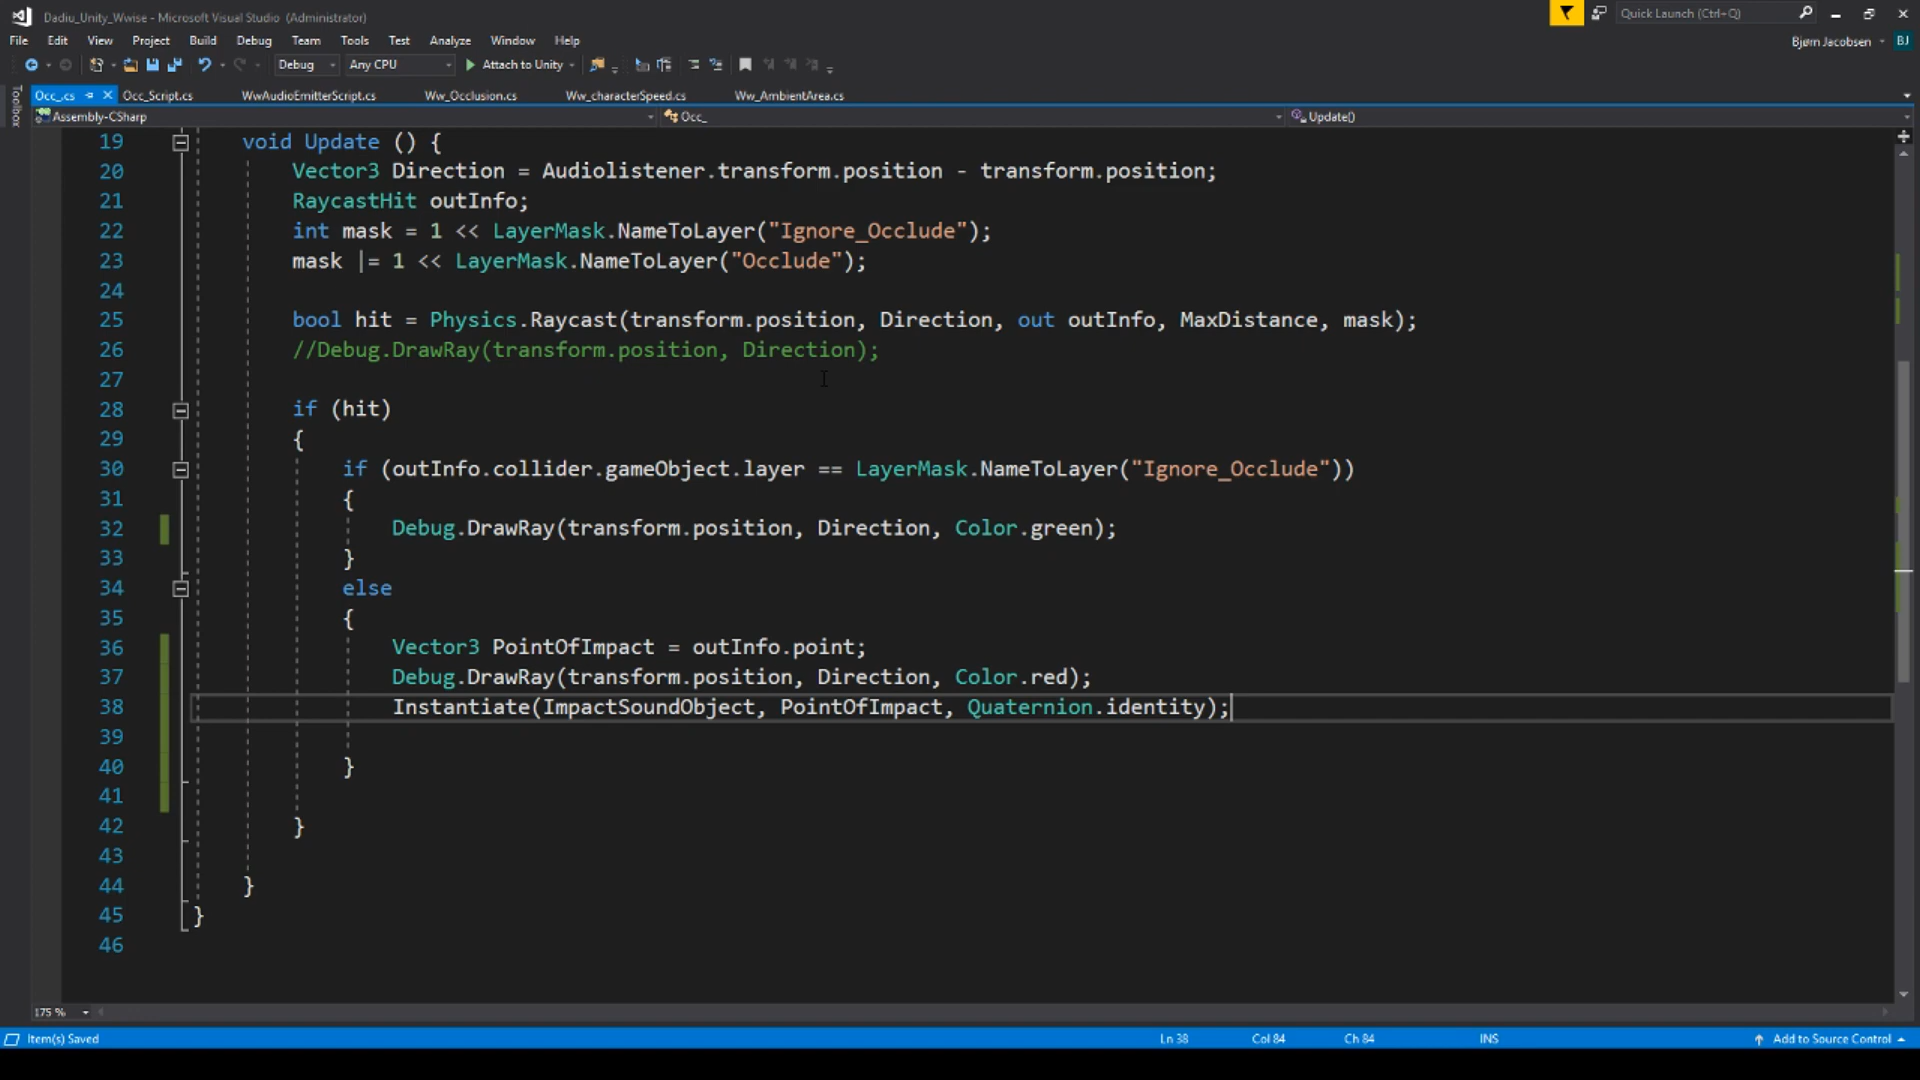 Dadiu_Unity_Wwise - Microsoft Visual Studio (Administrator)
Quick Launch (Ctrl+Q)
File Edit View Project Build Debug Team Tools Test Analyze Window Help
Bjørn Jacobsen BJ
Debug Any CPU Attach to Unity
Toolbox
Occ_.cs Occ_Script.cs WwAudioEmitterScript.cs Ww_Occlusion.cs Ww_characterSpeed.cs Ww_AmbientArea.cs
Assembly-CSharp Occ_ Update()
19 void Update () {
20 Vector3 Direction = Audiolistener.transform.position - transform.position;
21 RaycastHit outInfo;
22 int mask = 1 << LayerMask.NameToLayer("Ignore_Occlude");
23 mask |= 1 << LayerMask.NameToLayer("Occlude");
24
25 bool hit = Physics.Raycast(transform.position, Direction, out outInfo, MaxDistance, mask);
26 //Debug.DrawRay(transform.position, Direction);
27
28 if (hit)
29 {
30 if (outInfo.collider.gameObject.layer == LayerMask.NameToLayer("Ignore_Occlude"))
31 {
32 Debug.DrawRay(transform.position, Direction, Color.green);
33 }
34 else
35 {
36 Vector3 PointOfImpact = outInfo.point;
37 Debug.DrawRay(transform.position, Direction, Color.red);
38 Instantiate(ImpactSoundObject, PointOfImpact, Quaternion.identity);
39
40 }
41
42 }
43
44 }
45 }
46
175 %
Item(s) Saved Ln 38 Col 84 Ch 84 INS Add to Source Control